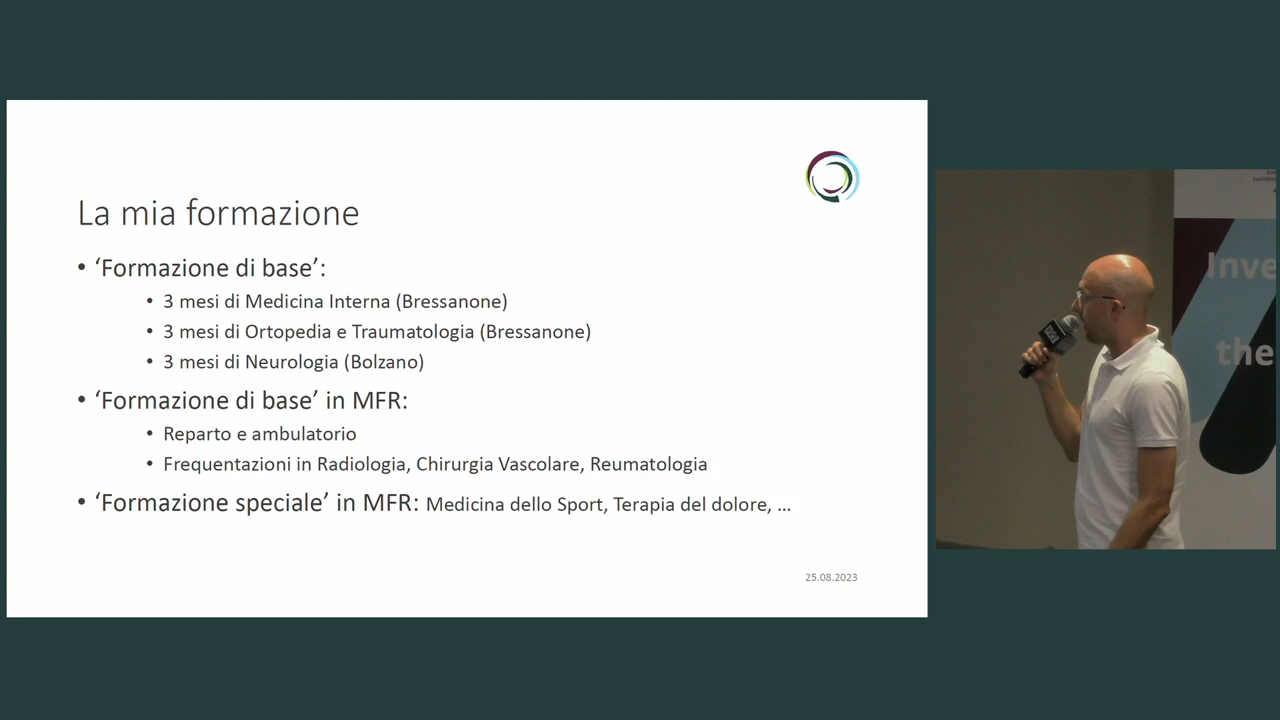 La mia formazione
• ‘Formazione di base’:
• 3 mesi di Medicina Interna (Bressanone)
• 3 mesi di Ortopedia e Traumatologia (Bressanone)
• 3 mesi di Neurologia (Bolzano)
• ‘Formazione di base’ in MFR:
• Reparto e ambulatorio
• Frequentazioni in Radiologia, Chirurgia Vascolare, Reumatologia
• ‘Formazione speciale’ in MFR: Medicina dello Sport, Terapia del dolore, ...
25.08.2023
Inve
the